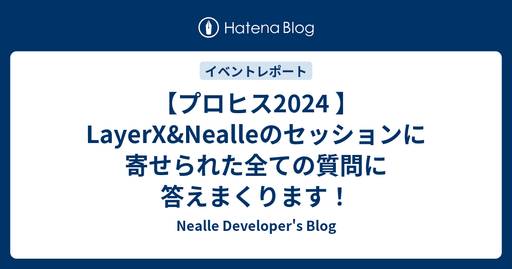 Hatena Blog
イベントレポート
【プロヒス2024 】
LayerX&Nealleのセッションに
寄せられた全ての質問に
答えまくります！
Nealle Developer's Blog